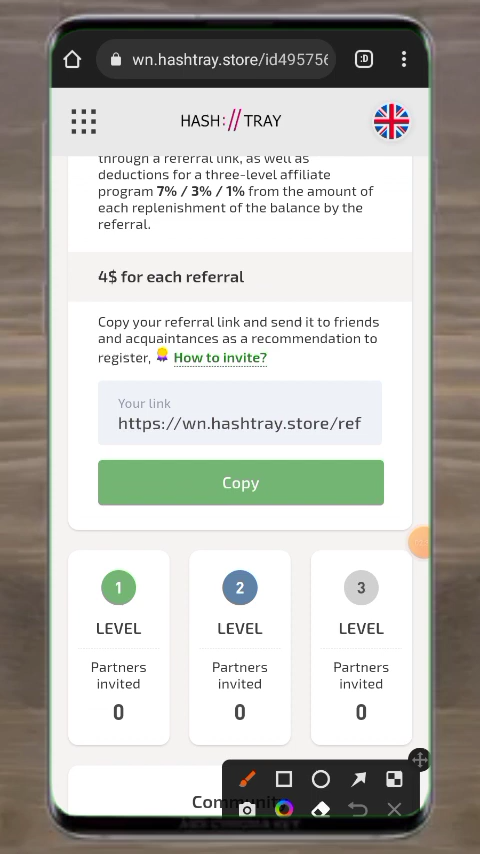 :D
wn.hashtray.store/id495756
HASH://TRAY
through a referral link, as well as
deductions for a three-level affiliate
program 7% / 3% / 1% from the amount of
each replenishment of the balance by the
referral.
4$ for each referral
Copy your referral link and send it to friends
and acquaintances as a recommendation to
register, How to invite?
Your link
https://wn.hashtray.store/ref
Copy
1
LEVEL
Partners
invited
0
2
LEVEL
Partners
invited
0
3
LEVEL
Partners
invited
0